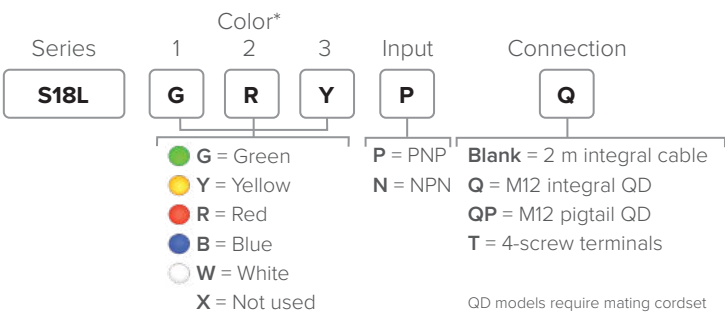 Color*
Series 1 2 3 Input Connection
S18L G R Y P Q
G = Green
Y = Yellow
R = Red
B = Blue
W = White
X = Not used
P = PNP
N = NPN
Blank = 2 m integral cable
Q = M12 integral QD
QP = M12 pigtail QD
T = 4-screw terminals
QD models require mating cordset